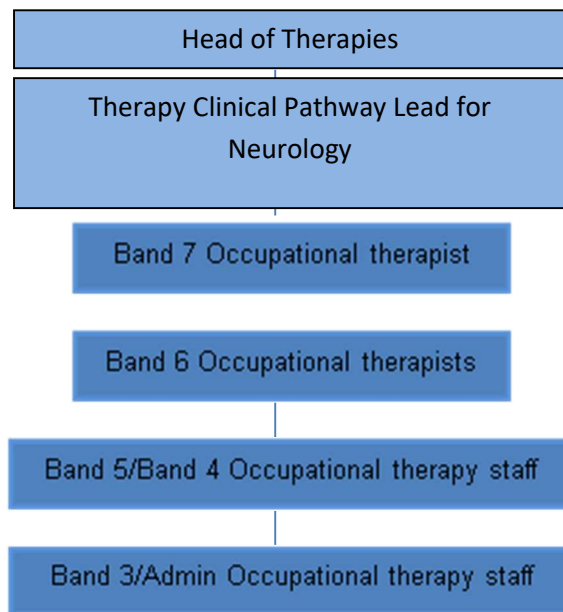 Head of Therapies
Therapy Clinical Pathway Lead for
Neurology
Band 7 Occupational therapist
Band 6 Occupational therapists
Band 5/Band 4 Occupational therapy staff
Band 3/Admin Occupational therapy staff